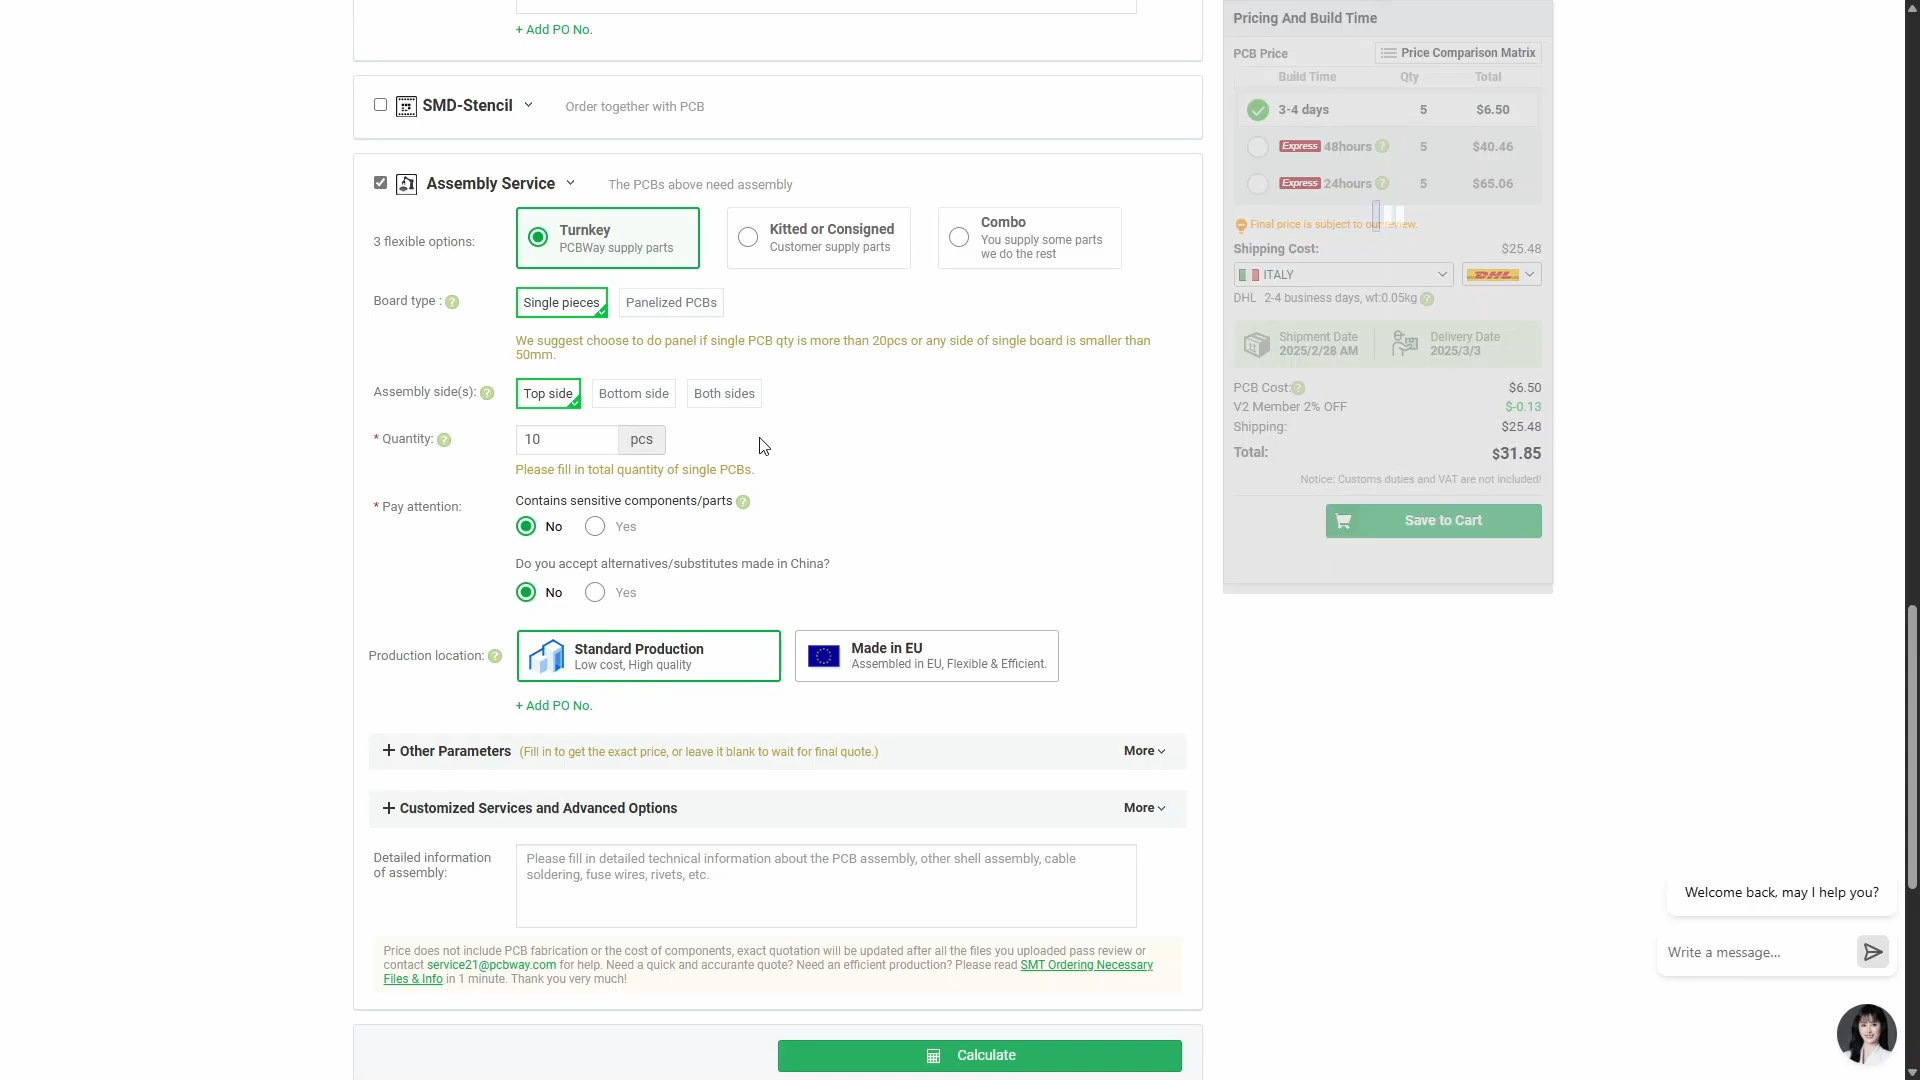 + Add PO No.
SMD-Stencil
Order together with PCB
Assembly Service
The PCBs above need assembly
3 flexible options:
Turnkey
PCBWay supply parts
Kitted or Consigned
Customer supply parts
Combo
You supply some parts
we do the rest
Board type : ?
Single pieces
Panelized PCBs
We suggest choose to do panel if single PCB qty is more than 20pcs or any side of single board is smaller than
50mm.
Assembly side(s): ?
Top side
Bottom side
Both sides
* Quantity: ?
10 pcs
Please fill in total quantity of single PCBs.
* Pay attention:
Contains sensitive components/parts ?
No Yes
Do you accept alternatives/substitutes made in China?
No Yes
Production location: ?
Standard Production
Low cost, High quality
Made in EU
Assembled in EU, Flexible & Efficient.
+ Add PO No.
+ Other Parameters (Fill in to get the exact price, or leave it blank to wait for final quote.) More
+ Customized Services and Advanced Options More
Detailed information
of assembly:
Please fill in detailed technical information about the PCB assembly, other shell assembly, cable
soldering, fuse wires, rivets, etc.
Price does not include PCB fabrication or the cost of components, exact quotation will be updated after all the files you uploaded pass review or
contact service21@pcbway.com for help. Need a quick and accurante quote? Need an efficient production? Please read SMT Ordering Necessary
Files & Info in 1 minute. Thank you very much!
Calculate
Pricing And Build Time
PCB Price
Price Comparison Matrix
Build Time Qty Total
3-4 days 5 $6.50
Express 48hours ? 5 $40.46
Express 24hours ? 5 $65.06
Final price is subject to our review.
Shipping Cost: $25.48
ITALY
DHL
DHL 2-4 business days, wt:0.05kg ?
Shipment Date
2025/2/28 AM
Delivery Date
2025/3/3
PCB Cost: ? $6.50
V2 Member 2% OFF $-0.13
Shipping: $25.48
Total: $31.85
Notice: Customs duties and VAT are not included!
Save to Cart
Welcome back, may I help you?
Write a message...